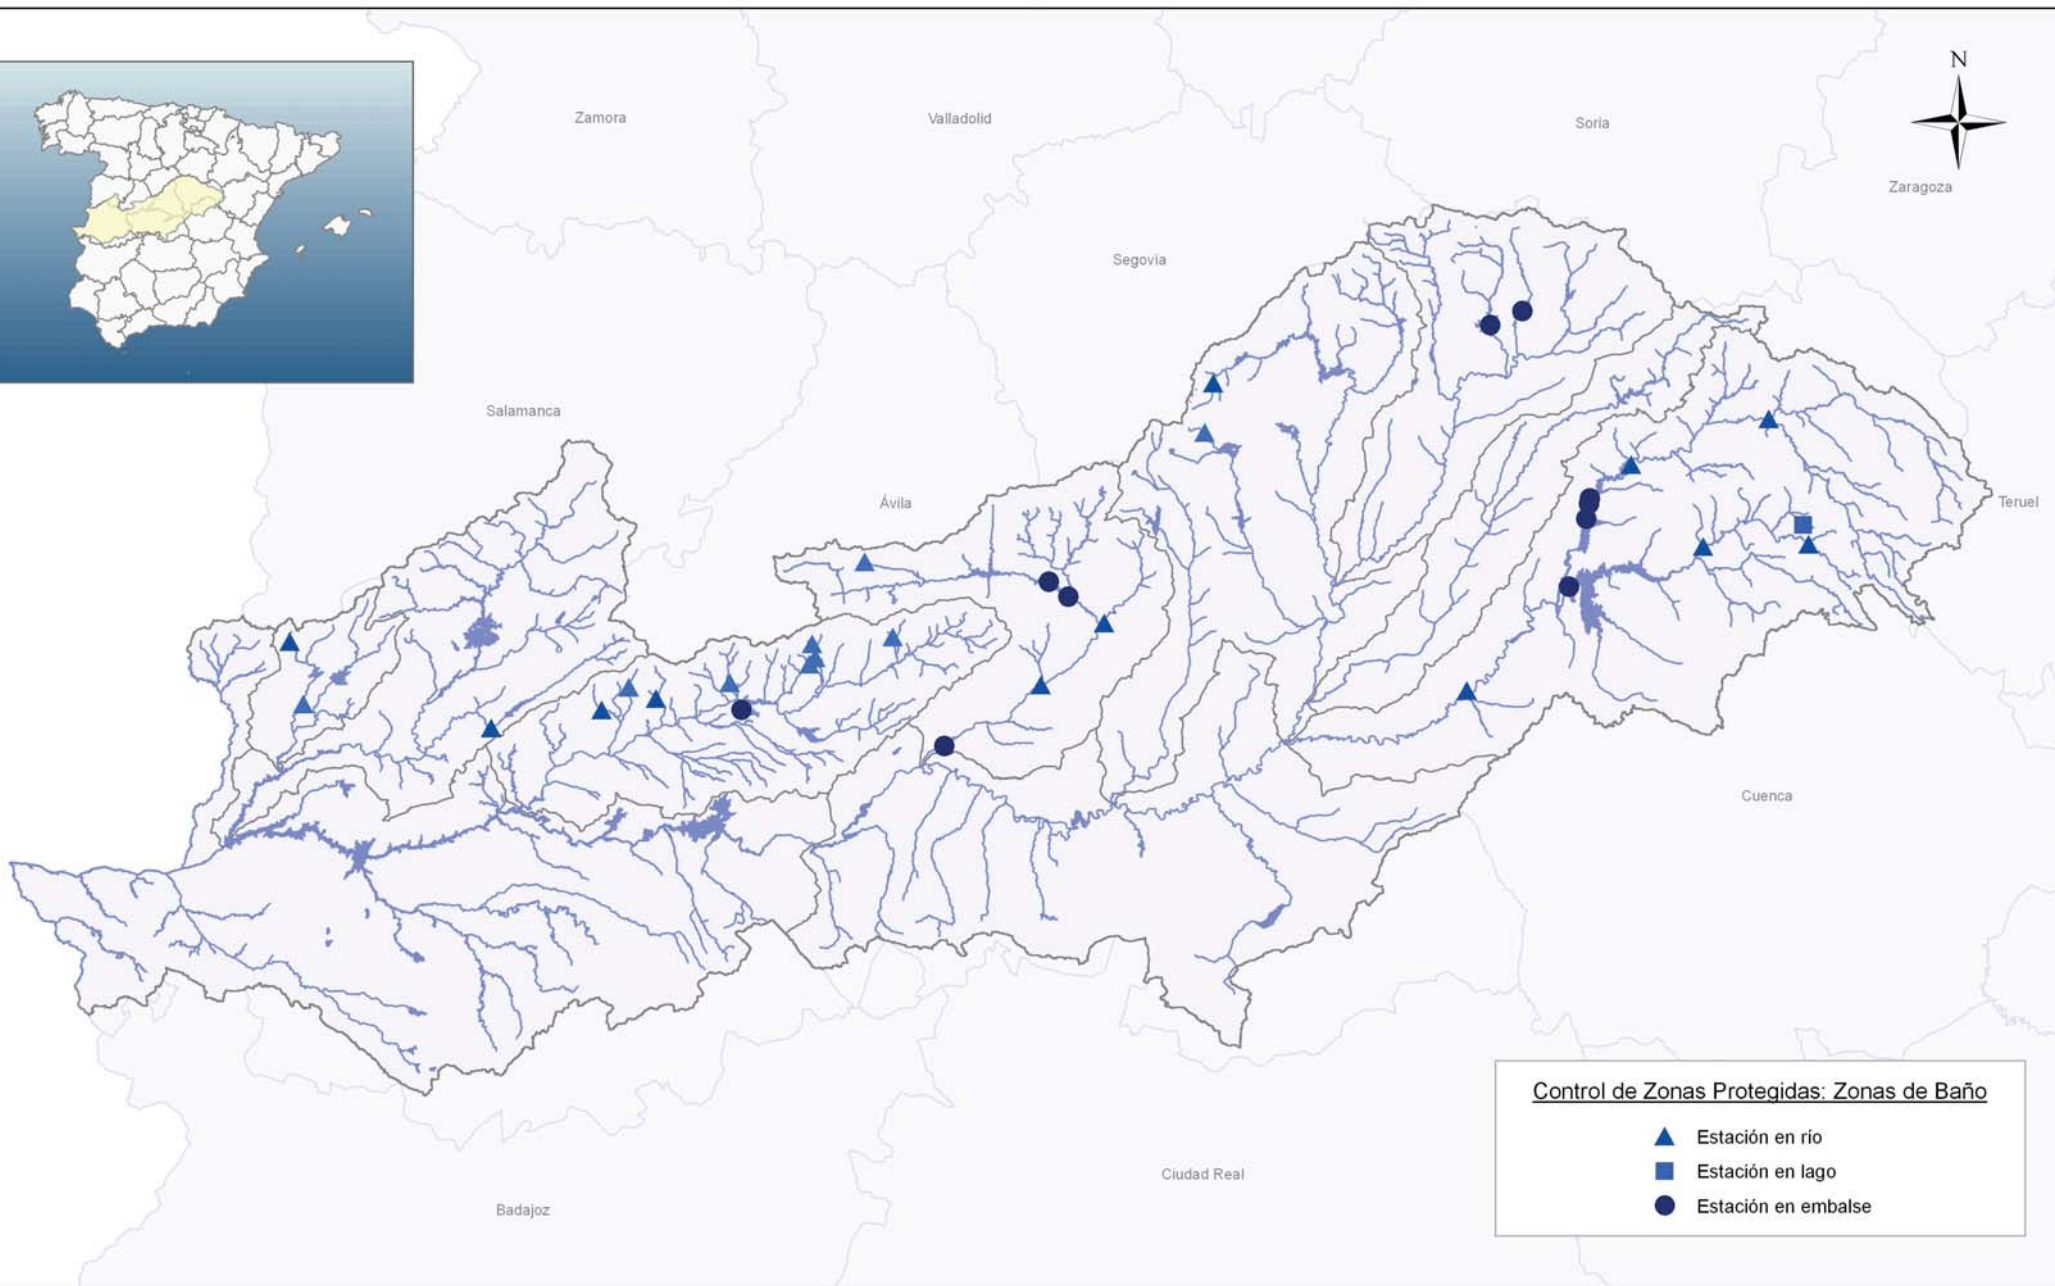 N
Zamora
Valladolid
Soria
Zaragoza
Segovia
Salamanca
Ávila
Teruel
Cuenca
Ciudad Real
Badajoz
Control de Zonas Protegidas: Zonas de Baño
Estación en río
Estación en lago
Estación en embalse